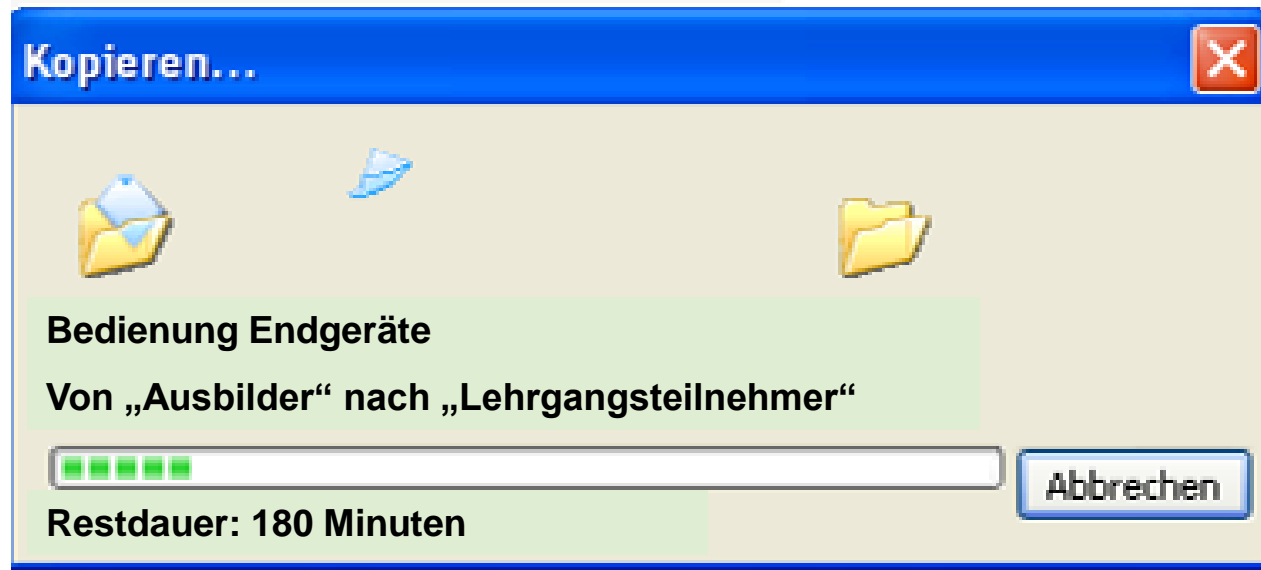 Kopieren...
Bedienung Endgeräte
Von „Ausbilder“ nach „Lehrgangsteilnehmer“
Abbrechen
Restdauer: 180 Minuten